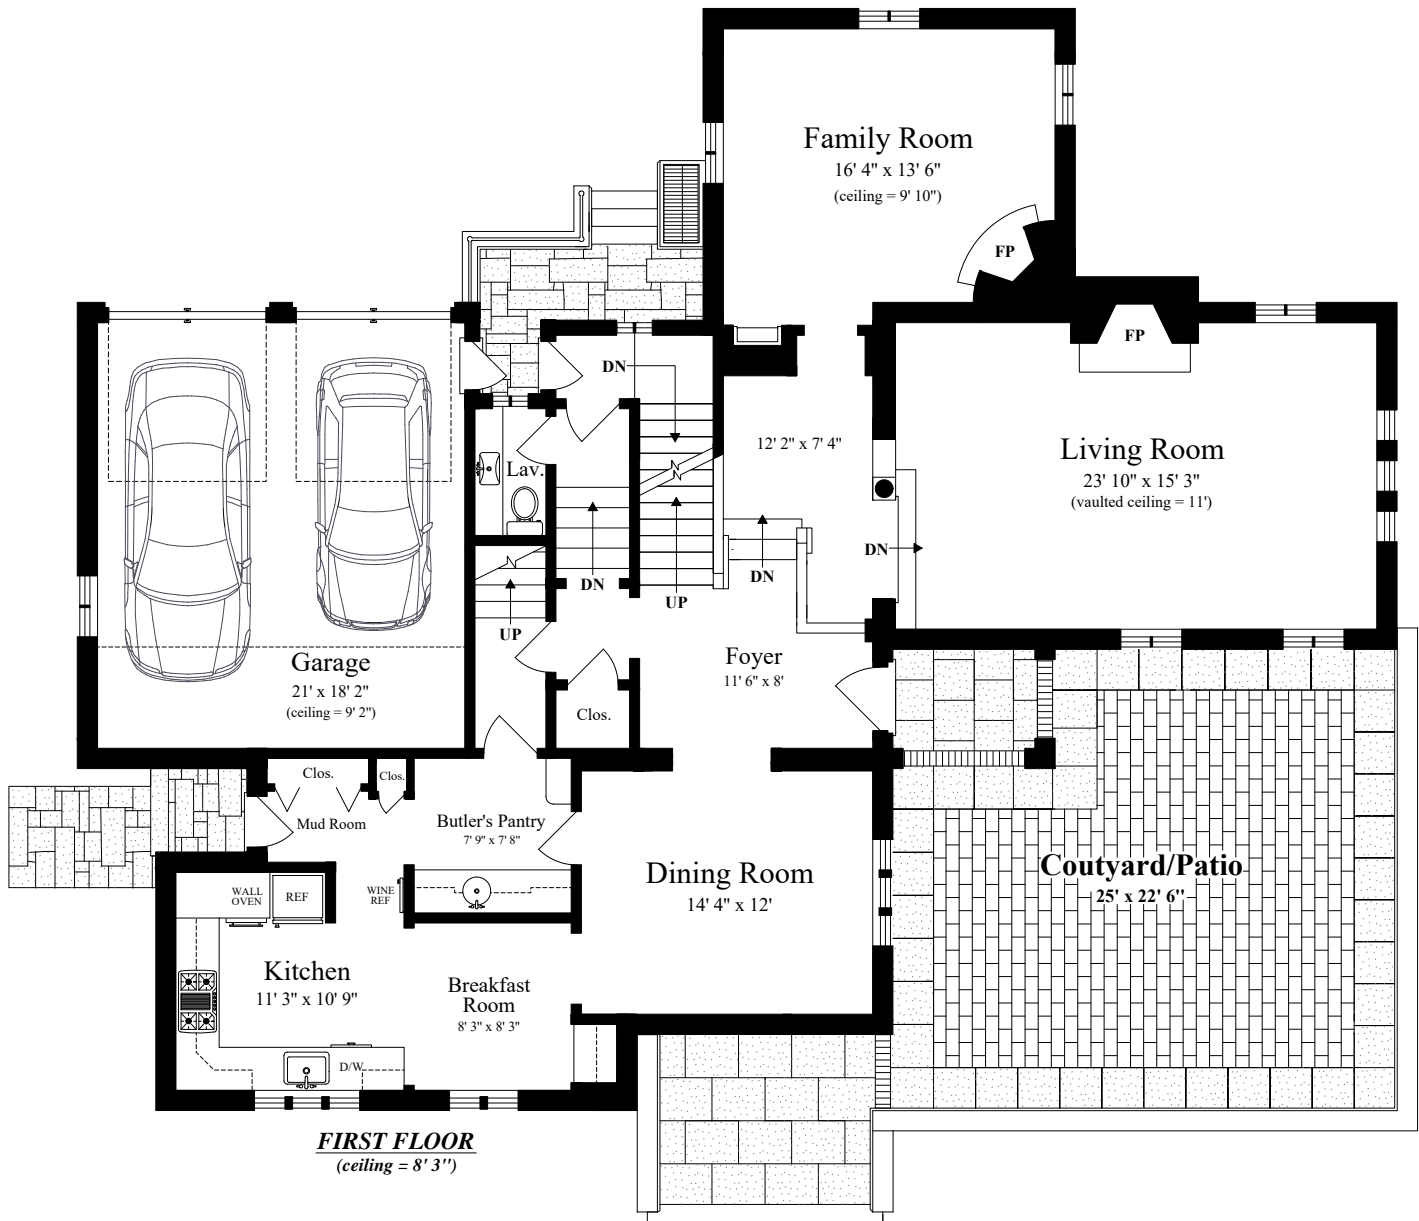 Family Room
16' 4" x 13' 6"
(ceiling = 9' 10")
FP
FP
DN
12' 2" x 7' 4"
Living Room
23' 10" x 15' 3"
(vaulted ceiling = 11')
Lav.
DN
DN
DN
UP
UP
Foyer
11' 6" x 8'
Garage
21' x 18' 2"
(ceiling = 9' 2")
Clos.
Clos.
Clos.
Mud Room
Butler's Pantry
7' 9" x 7' 8"
WALL
OVEN
REF
WINE
REF
Dining Room
14' 4" x 12'
Coutyard/Patio
25' x 22' 6"
Kitchen
11' 3" x 10' 9"
Breakfast
Room
8' 3" x 8' 3"
D/W
FIRST FLOOR
(ceiling = 8' 3")